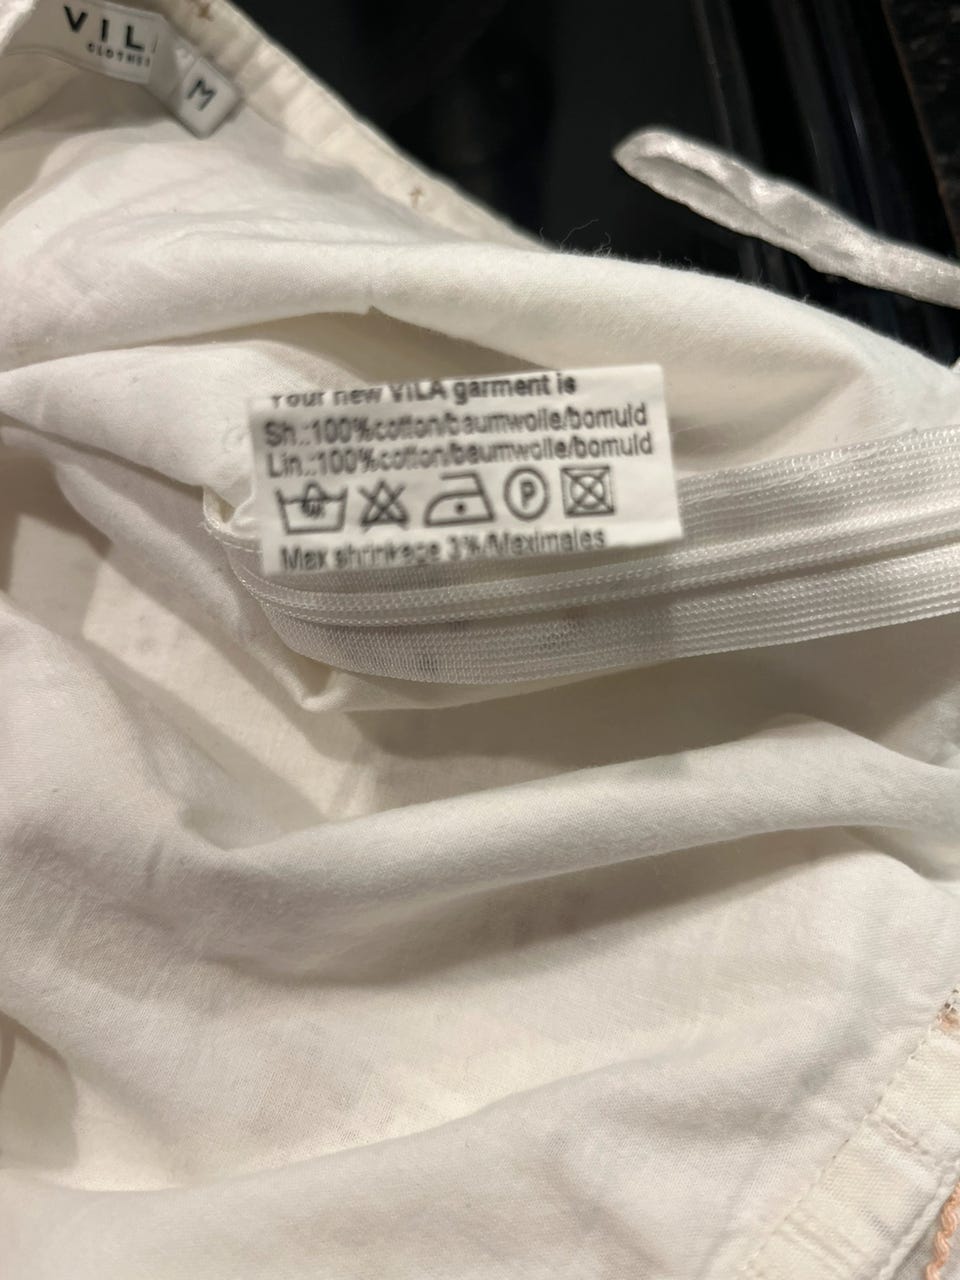 VIL
CLOTHES
M
Your new VILA garment is
Sh.:100%cotton/baumwolle/bomuld
Lin.:100%cotton/baumwolle/bomuld
P
Max shrinkage 3%/Maximales